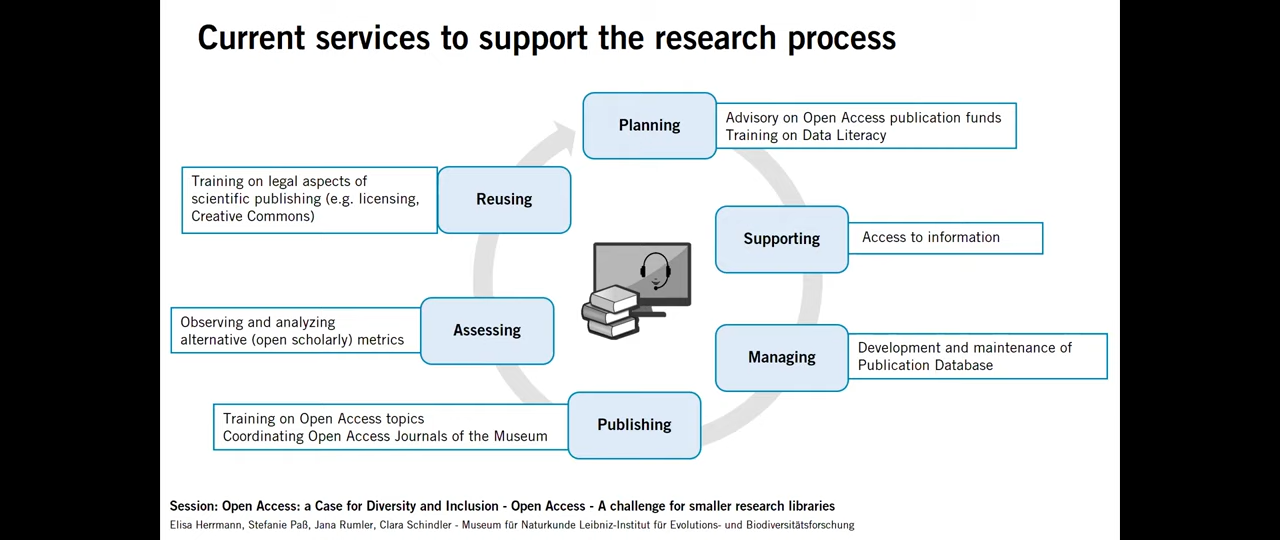 Current services to support the research process
Planning
Advisory on Open Access publication funds
Training on Data Literacy
Supporting
Access to information
Managing
Development and maintenance of
Publication Database
Publishing
Training on Open Access topics
Coordinating Open Access Journals of the Museum
Assessing
Observing and analyzing
alternative (open scholarly) metrics
Reusing
Training on legal aspects of
scientific publishing (e.g. licensing,
Creative Commons)
Session: Open Access: a Case for Diversity and Inclusion - Open Access - A challenge for smaller research libraries
Elisa Herrmann, Stefanie Paß, Jana Rumler, Clara Schindler - Museum für Naturkunde Leibniz-Institut für Evolutions- und Biodiversitätsforschung